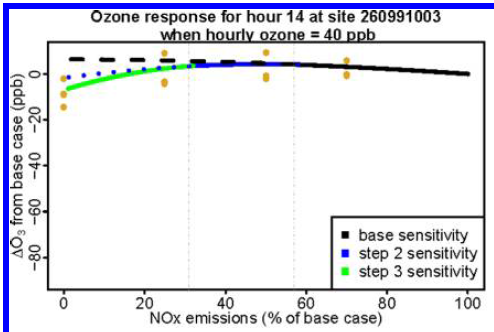 Ozone response for hour 14 at site 260991003
when hourly ozone = 40 ppb
ΔO₃ from base case (ppb)
0
−20
−40
−60
−80
base sensitivity
step 2 sensitivity
step 3 sensitivity
0 20 40 60 80 100
NOx emissions (% of base case)